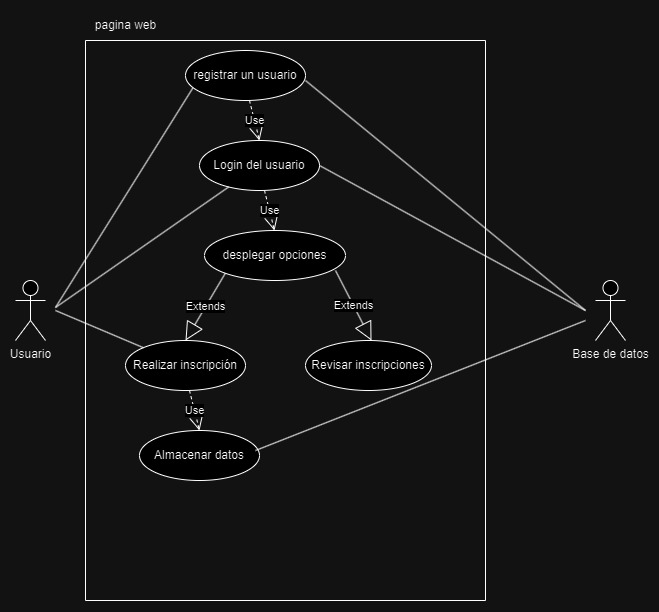 pagina web
registrar un usuario
Use
Login del usuario
Use
desplegar opciones
Extends
Extends
Usuario
Base de datos
Realizar inscripción
Revisar inscripciones
Use
Almacenar datos